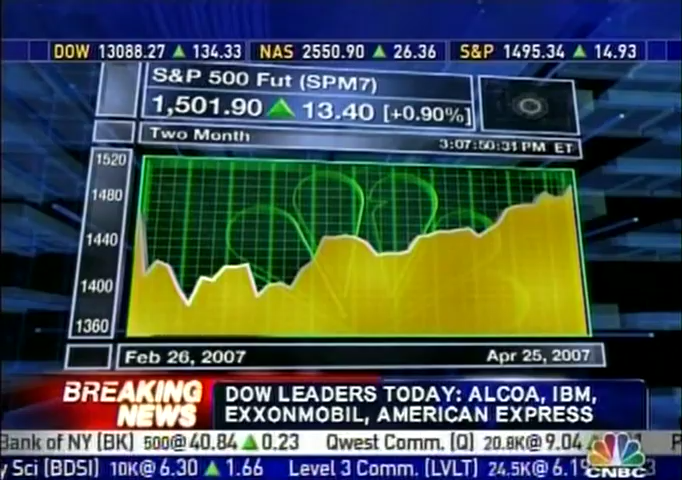 DOW 13088.27 ▲ 134.33 NAS 2550.90 ▲ 26.36 S&P 1495.34 ▲ 14.93
S&P 500 Fut (SPM7)
1,501.90 ▲ 13.40 [+0.90%]
Two Month 3:07:50:31 PM ET
1520
1480
1440
1400
1360
Feb 26, 2007 Apr 25, 2007
BREAKING NEWS
DOW LEADERS TODAY: ALCOA, IBM,
EXXONMOBIL, AMERICAN EXPRESS
Bank of NY (BK) 500@40.84 ▲ 0.23 Qwest Comm. (Q) 20.8K@9.04 ▲
y Sci (BDSI) 10K@6.30 ▲ 1.66 Level 3 Comm. (LVLT) 24.5K@6.1
CNBC